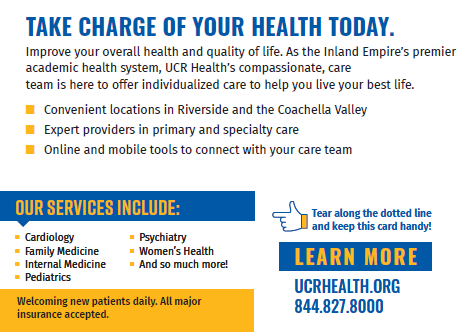 TAKE CHARGE OF YOUR HEALTH TODAY.
Improve your overall health and quality of life. As the Inland Empire's premier
academic health system, UCR Health's compassionate, care
team is here to offer individualized care to help you live your best life.
Convenient locations in Riverside and the Coachella Valley
Expert providers in primary and specialty care
Online and mobile tools to connect with your care team
OUR SERVICES INCLUDE:
Cardiology
Family Medicine
Internal Medicine
Pediatrics
Psychiatry
Women's Health
And so much more!
Welcoming new patients daily. All major
insurance accepted.
Tear along the dotted line
and keep this card handy!
LEARN MORE
UCRHEALTH.ORG
844.827.8000